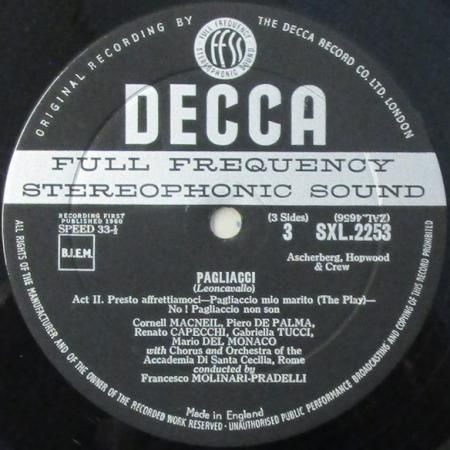 ORIGINAL RECORDING BY
THE DECCA RECORD CO. LTD. LONDON
FULL FREQUENCY
FFSS
STEREOPHONIC SOUND
DECCA
FULL FREQUENCY
STEREOPHONIC SOUND
RECORDING FIRST
PUBLISHED 1960
SPEED 33⅓
B.I.E.M.
(3 Sides)
3
(ZAL.4656)
SXL.2253
Ascherberg, Hopwood
& Crew
PAGLIACCI
(Leoncavallo)
Act II. Presto affrettiamoci—Pagliaccio mio marito (The Play)—
No! Pagliaccio non son
Cornell MACNEIL, Piero DE PALMA,
Renato CAPECCHI, Gabriella TUCCI,
Mario DEL MONACO
with Chorus and Orchestra of the
Accademia Di Santa Cecilia, Rome
conducted by
Francesco MOLINARI-PRADELLI
Made in England
ALL RIGHTS OF THE MANUFACTURER AND OF THE OWNER OF THE RECORDED WORK RESERVED · UNAUTHORISED PUBLIC PERFORMANCE BROADCASTING AND COPYING OF THIS RECORD PROHIBITED